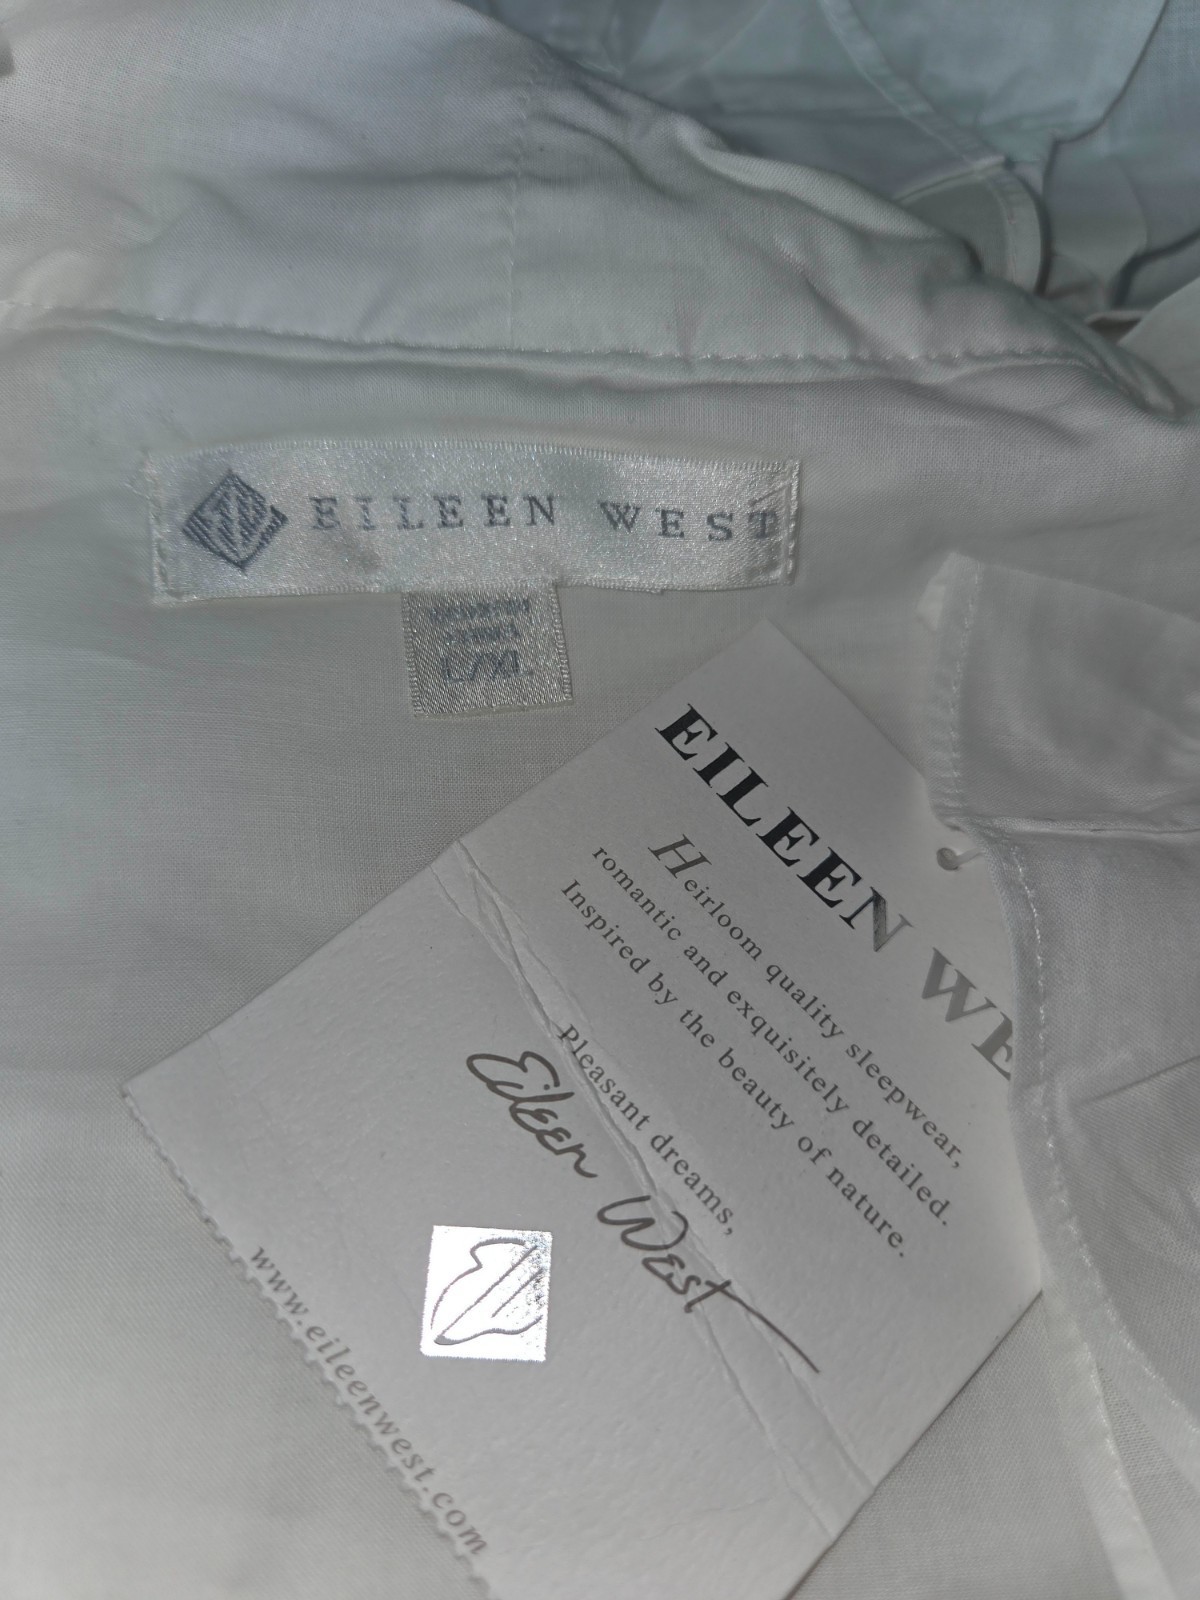 EILEEN WEST
L/XL
EILEEN WE
Heirloom quality sleepwear,
romantic and exquisitely detailed.
Inspired by the beauty of nature.
Pleasant dreams,
Eileen West
www.eileenwest.com